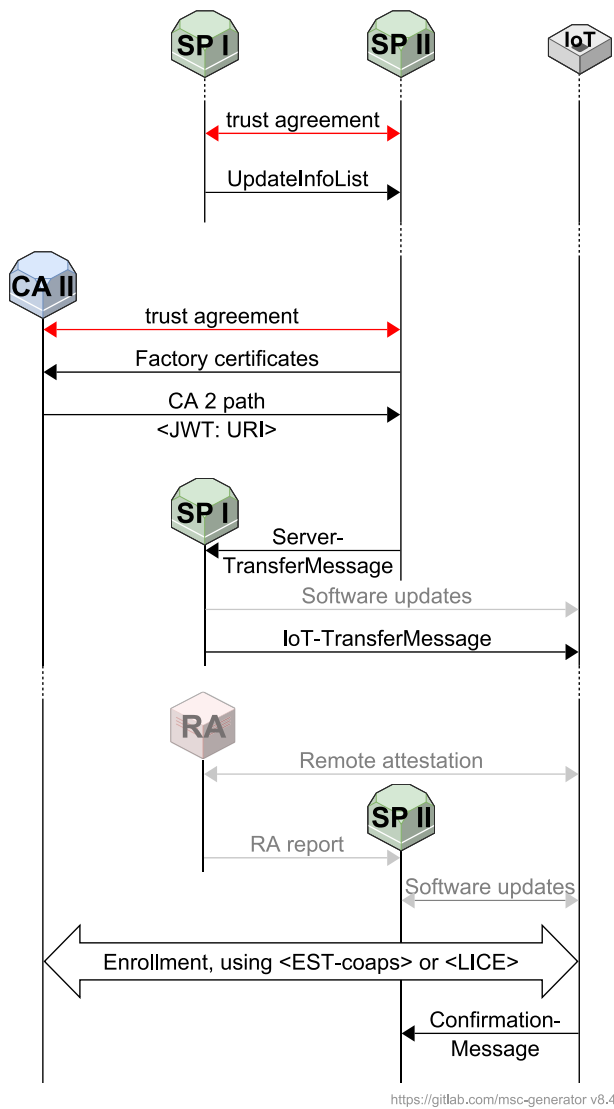 SP I
SP II
IoT
trust agreement
UpdateInfoList
CA II
trust agreement
Factory certificates
CA 2 path
<JWT: URI>
SP I
Server-
TransferMessage
Software updates
IoT-TransferMessage
RA
Remote attestation
SP II
RA report
Software updates
Enrollment, using <EST-coaps> or <LICE>
Confirmation-
Message
https://gitlab.com/msc-generator v8.4